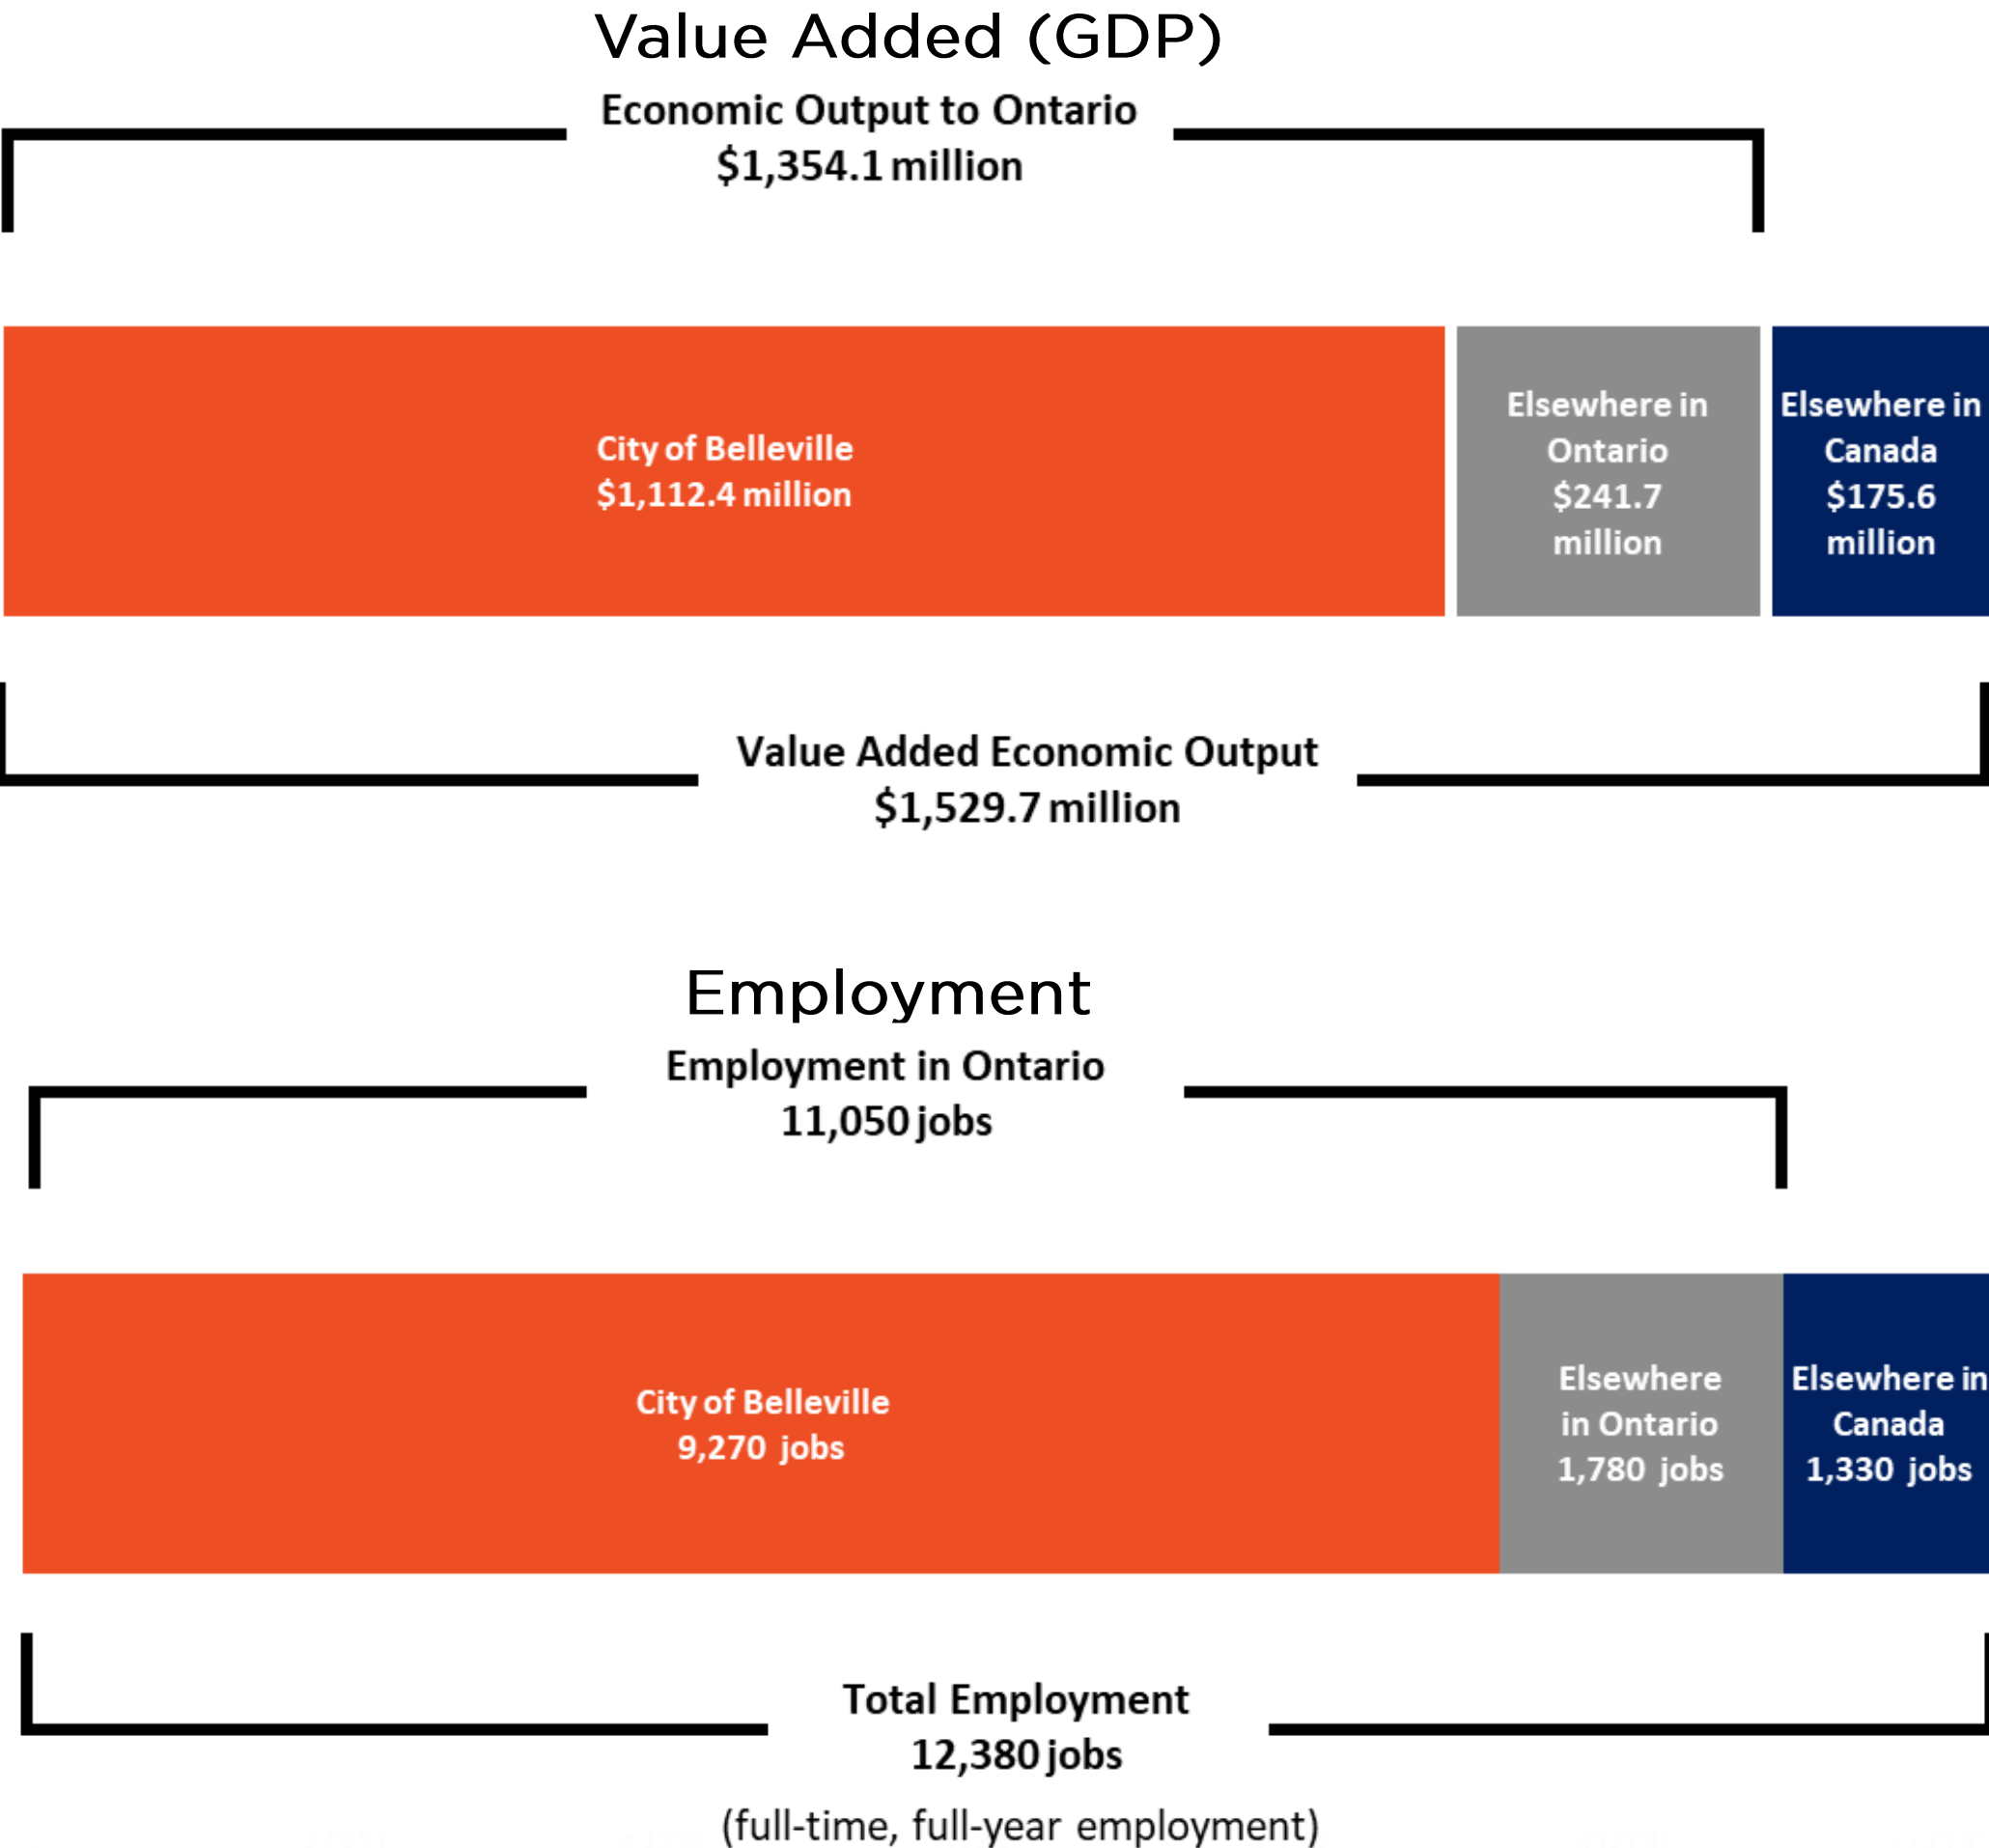 Value Added (GDP)
Economic Output to Ontario
$1,354.1 million
City of Belleville
$1,112.4 million
Elsewhere in
Ontario
$241.7
million
Elsewhere in
Canada
$175.6
million
Value Added Economic Output
$1,529.7 million
Employment
Employment in Ontario
11,050 jobs
City of Belleville
9,270 jobs
Elsewhere
in Ontario
1,780 jobs
Elsewhere in
Canada
1,330 jobs
Total Employment
12,380 jobs
(full-time, full-year employment)